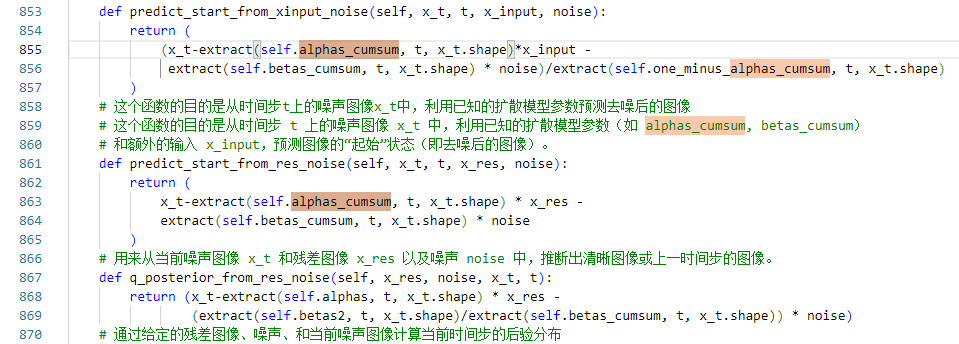 853 def predict_start_from_xinput_noise(self, x_t, t, x_input, noise):
854 return (
855 (x_t-extract(self.alphas_cumsum, t, x_t.shape)*x_input -
856 extract(self.betas_cumsum, t, x_t.shape) * noise)/extract(self.one_minus_alphas_cumsum, t, x_t.shape)
857 )
858 # 这个函数的目的是从时间步t上的噪声图像x_t中，利用已知的扩散模型参数预测去噪后的图像
859 # 这个函数的目的是从时间步 t 上的噪声图像 x_t 中，利用已知的扩散模型参数（如 alphas_cumsum, betas_cumsum）
860 # 和额外的输入 x_input，预测图像的“起始”状态（即去噪后的图像）。
861 def predict_start_from_res_noise(self, x_t, t, x_res, noise):
862 return (
863 x_t-extract(self.alphas_cumsum, t, x_t.shape) * x_res -
864 extract(self.betas_cumsum, t, x_t.shape) * noise
865 )
866 # 用来从当前噪声图像 x_t 和残差图像 x_res 以及噪声 noise 中，推断出清晰图像或上一时间步的图像。
867 def q_posterior_from_res_noise(self, x_res, noise, x_t, t):
868 return (x_t-extract(self.alphas, t, x_t.shape) * x_res -
869 (extract(self.betas2, t, x_t.shape)/extract(self.betas_cumsum, t, x_t.shape)) * noise)
870 # 通过给定的残差图像、噪声、和当前噪声图像计算当前时间步的后验分布